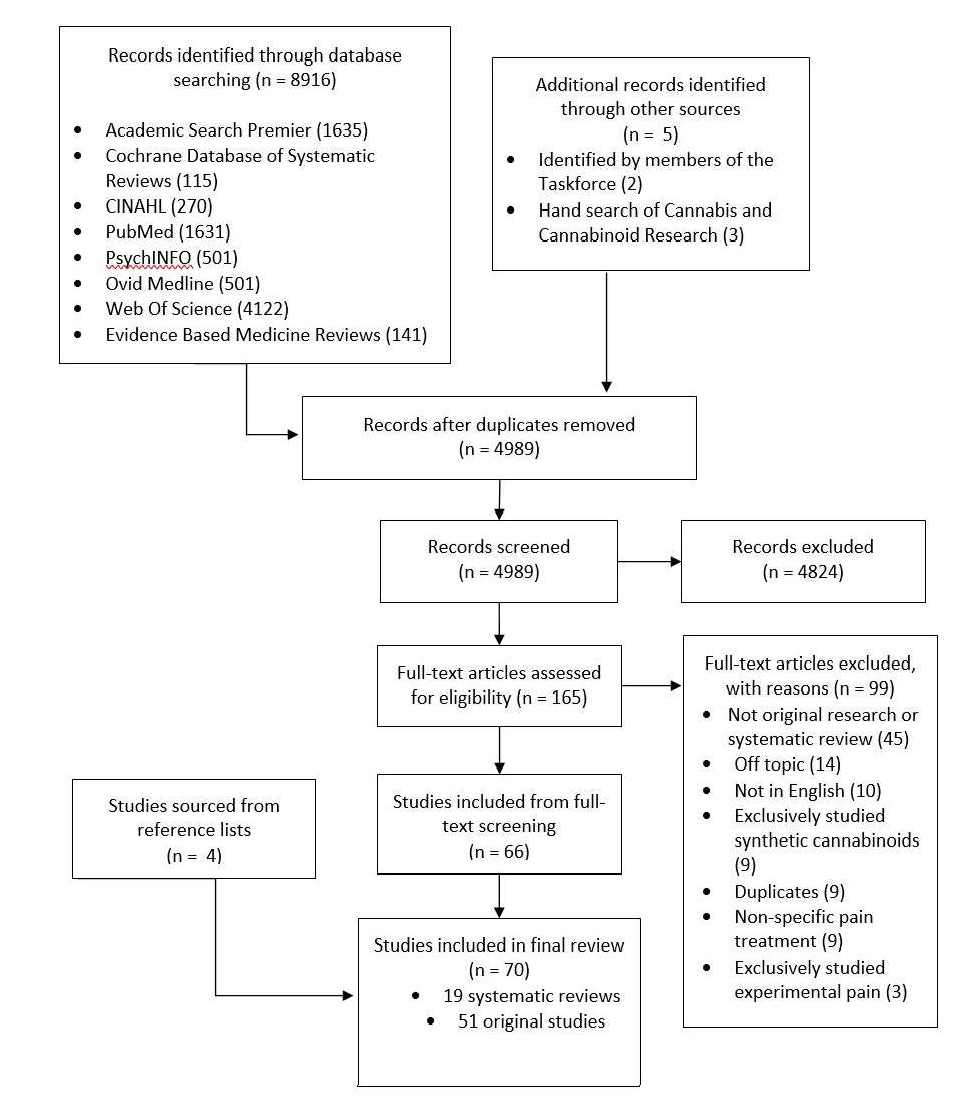 Records identified through database
searching (n = 8916)
• Academic Search Premier (1635)
• Cochrane Database of Systematic
Reviews (115)
• CINAHL (270)
• PubMed (1631)
• PsychINFO (501)
• Ovid Medline (501)
• Web Of Science (4122)
• Evidence Based Medicine Reviews (141)
Additional records identified
through other sources
(n = 5)
• Identified by members of the
Taskforce (2)
• Hand search of Cannabis and
Cannabinoid Research (3)
Records after duplicates removed
(n = 4989)
Records screened
(n = 4989)
Records excluded
(n = 4824)
Full-text articles assessed
for eligibility (n = 165)
Full-text articles excluded,
with reasons (n = 99)
• Not original research or
systematic review (45)
• Off topic (14)
• Not in English (10)
• Exclusively studied
synthetic cannabinoids
(9)
• Duplicates (9)
• Non-specific pain
treatment (9)
• Exclusively studied
experimental pain (3)
Studies included from full-
text screening
(n = 66)
Studies sourced from
reference lists
(n = 4)
Studies included in final review
(n = 70)
• 19 systematic reviews
• 51 original studies